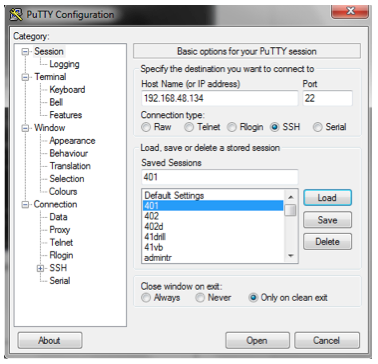 PuTTY Configuration
Category:
Session
Logging
Terminal
Keyboard
Bell
Features
Window
Appearance
Behaviour
Translation
Selection
Colours
Connection
Data
Proxy
Telnet
Rlogin
SSH
Serial
Basic options for your PuTTY session
Specify the destination you want to connect to
Host Name (or IP address) Port
192.168.48.134 22
Connection type:
Raw Telnet Rlogin SSH Serial
Load, save or delete a stored session
Saved Sessions
401
Default Settings
401
402
402d
41drill
41vb
admintr
Load
Save
Delete
Close window on exit:
Always Never Only on clean exit
About Open Cancel